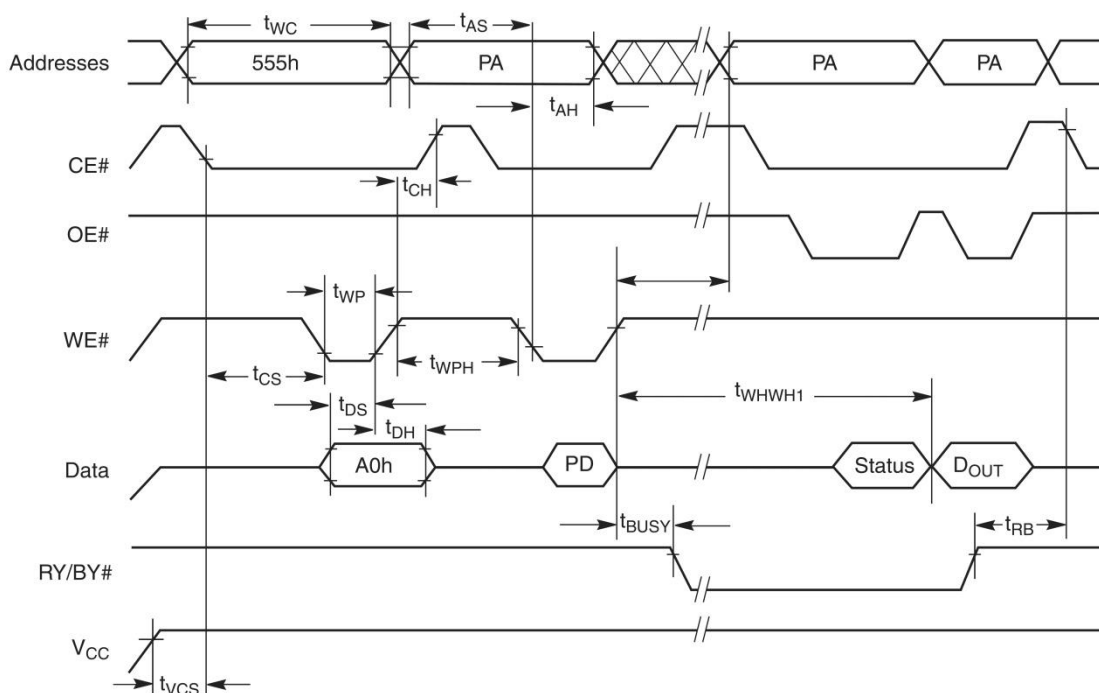 tWC
tAS
Addresses
555h
PA
PA
PA
tAH
CE#
tCH
OE#
tWP
WE#
tWPH
tCS
tWHWH1
tDS
tDH
Data
A0h
PD
Status
DOUT
tBUSY
tRB
RY/BY#
VCC
tVCS